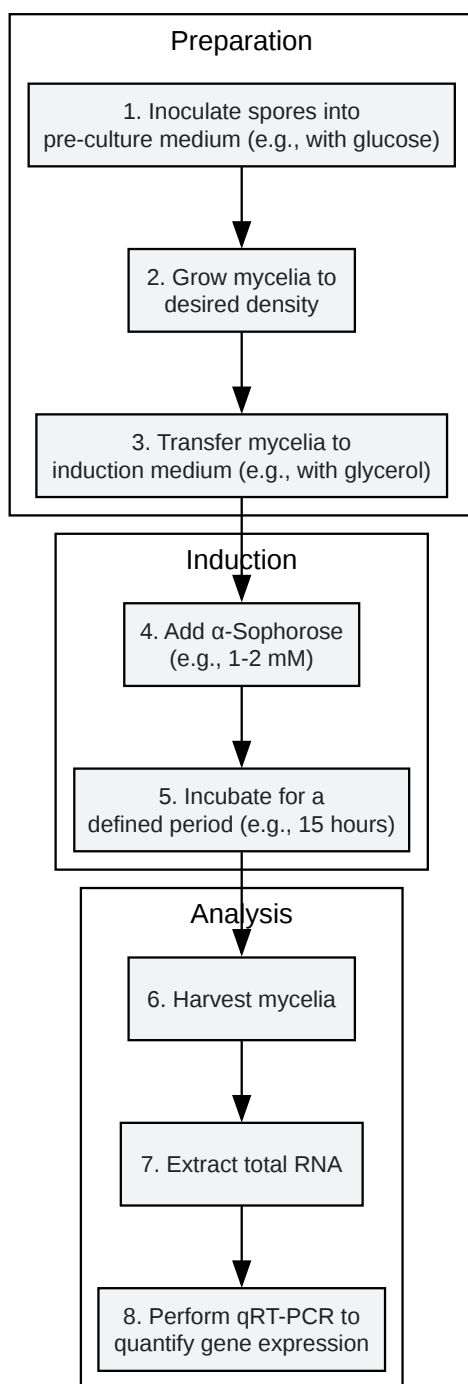 Preparation
1. Inoculate spores into
pre-culture medium (e.g., with glucose)
2. Grow mycelia to
desired density
3. Transfer mycelia to
induction medium (e.g., with glycerol)
Induction
4. Add α-Sophorose
(e.g., 1-2 mM)
5. Incubate for a
defined period (e.g., 15 hours)
Analysis
6. Harvest mycelia
7. Extract total RNA
8. Perform qRT-PCR to
quantify gene expression